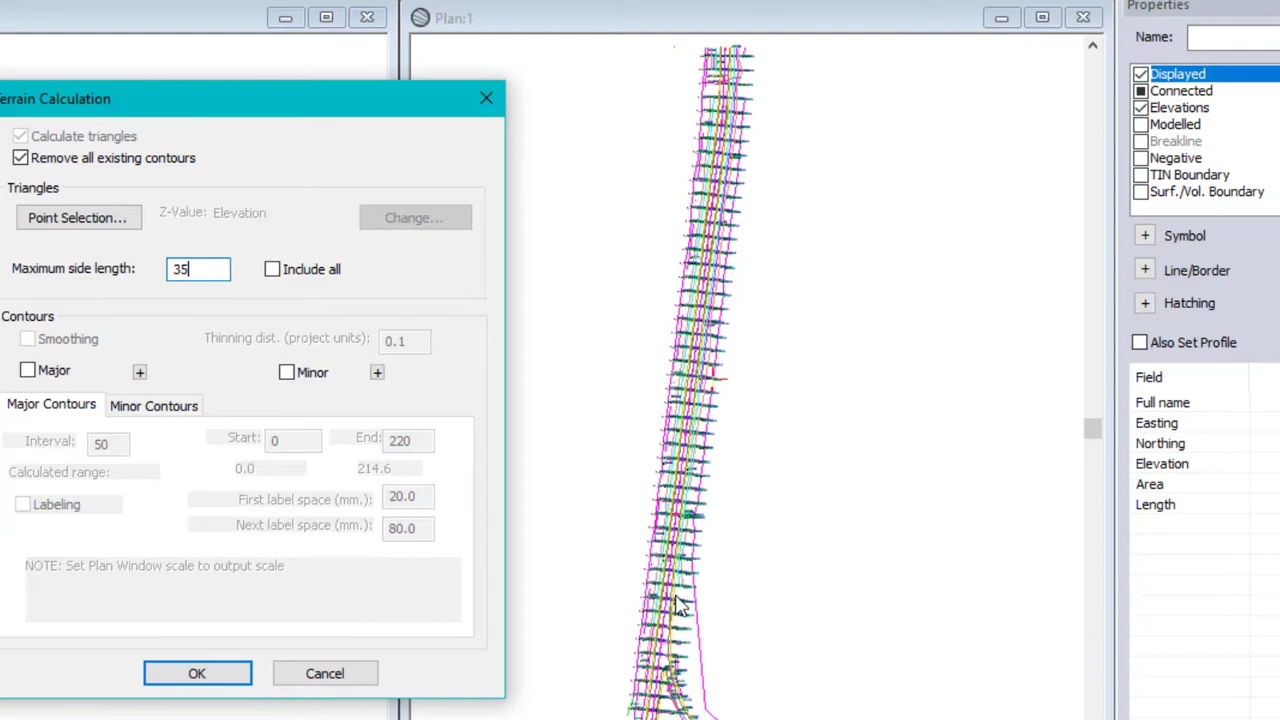 Plan:1
Properties
Name:
Displayed
Connected
Elevations
Modelled
Breakline
Negative
TIN Boundary
Surf./Vol. Boundary
Symbol
Line/Border
Hatching
Also Set Profile
Field
Full name
Easting
Northing
Elevation
Area
Length
errain Calculation
Calculate triangles
Remove all existing contours
Triangles
Point Selection...
Z-Value: Elevation
Change...
Maximum side length: 35
Include all
Contours
Smoothing
Thinning dist. (project units): 0.1
Major
Minor
Major Contours
Minor Contours
Interval: 50
Start: 0
End: 220
Calculated range:
0.0
214.6
Labeling
First label space (mm.): 20.0
Next label space (mm.): 80.0
NOTE: Set Plan Window scale to output scale
OK
Cancel